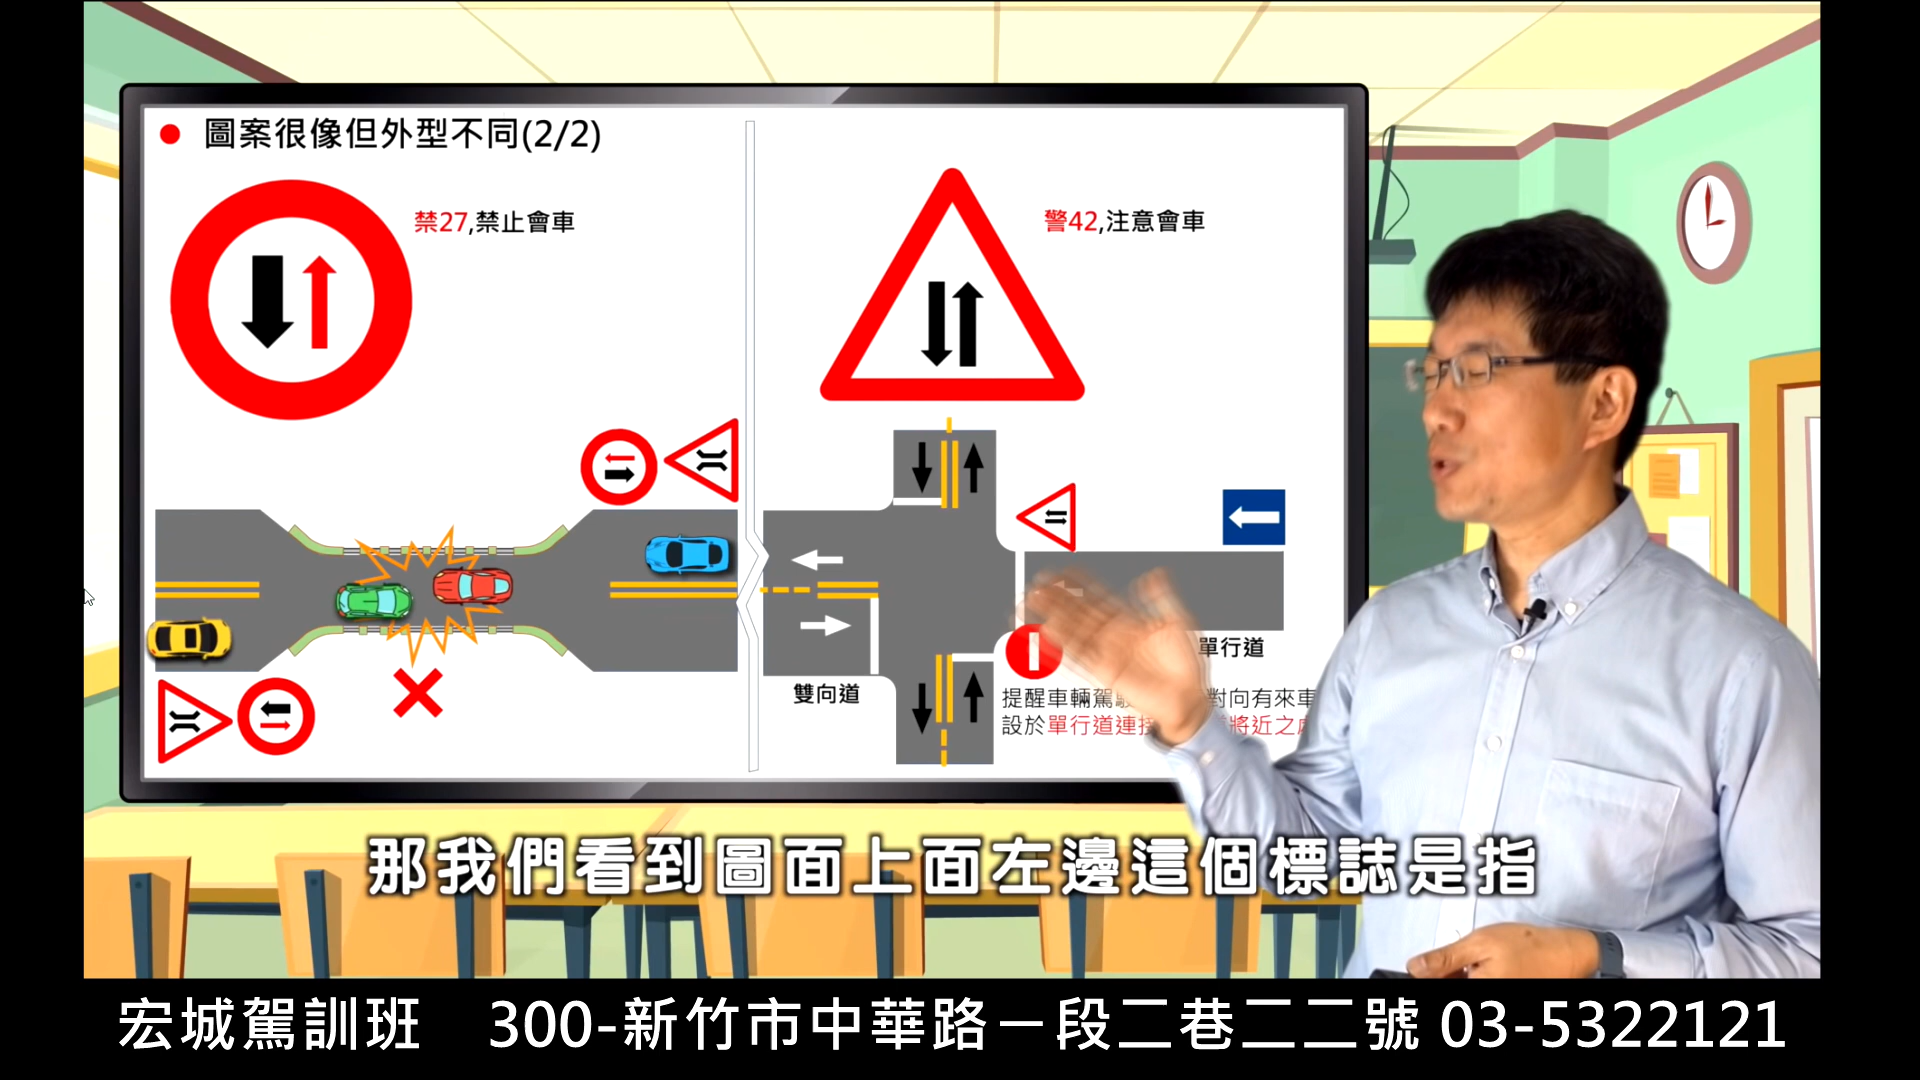 圖案很像但外型不同(2/2)
禁27,禁止會車
警42,注意會車
雙向道
單行道
提醒車輛駕 對向有來車
設於單行道連接 將近之
那我們看到圖面上面左邊這個標誌是指
宏城駕訓班 300-新竹市中華路一段二巷二二號 03-5322121